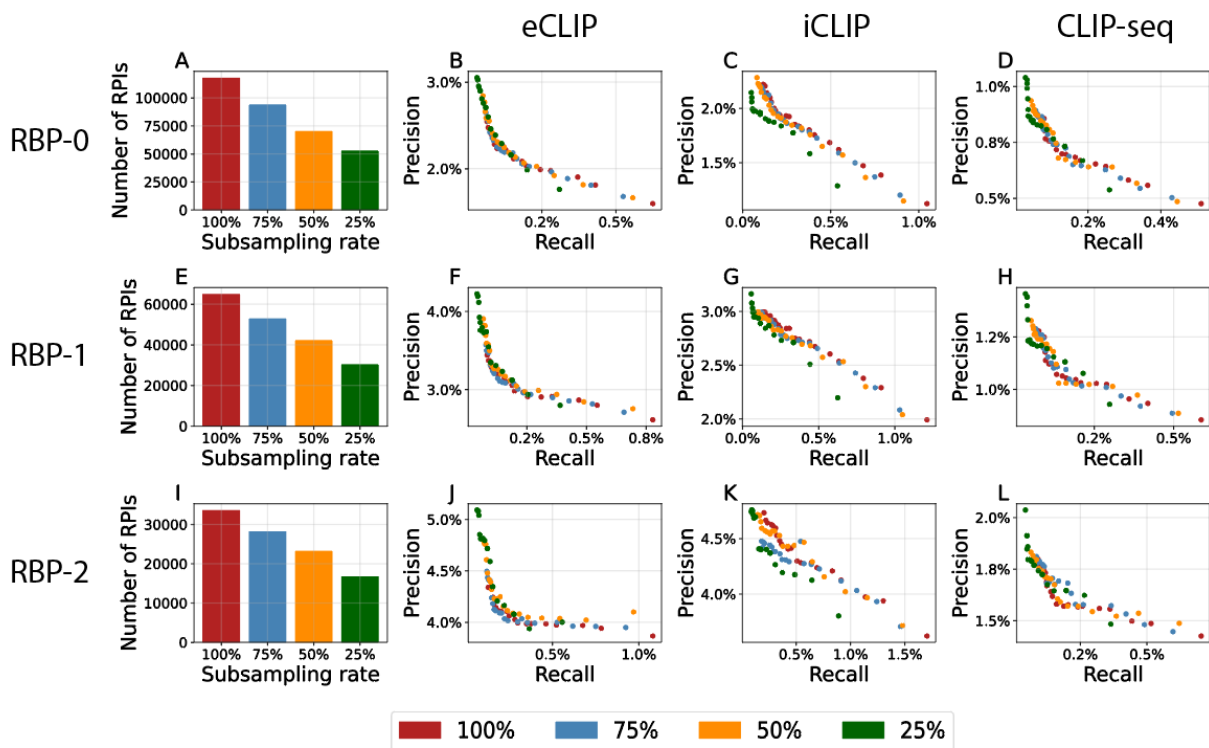 eCLIP iCLIP CLIP-seq
RBP-0
A
Number of RPIs
100000
75000
50000
25000
0
100% 75% 50% 25%
Subsampling rate
B
Precision
3.0%
2.0%
0.2% 0.5%
Recall
C
Precision
2.0%
1.5%
0.0% 0.5% 1.0%
Recall
D
Precision
1.0%
0.8%
0.5%
0.2% 0.4%
Recall
RBP-1
E
Number of RPIs
60000
40000
20000
0
100% 75% 50% 25%
Subsampling rate
F
Precision
4.0%
3.0%
0.2% 0.5% 0.8%
Recall
G
Precision
3.0%
2.5%
2.0%
0.0% 0.5% 1.0%
Recall
H
Precision
1.2%
1.0%
0.2% 0.5%
Recall
RBP-2
I
Number of RPIs
30000
20000
10000
0
100% 75% 50% 25%
Subsampling rate
J
Precision
5.0%
4.5%
4.0%
0.5% 1.0%
Recall
K
Precision
4.5%
4.0%
0.5% 1.0% 1.5%
Recall
L
Precision
2.0%
1.8%
1.5%
0.2% 0.5%
Recall
100% 75% 50% 25%